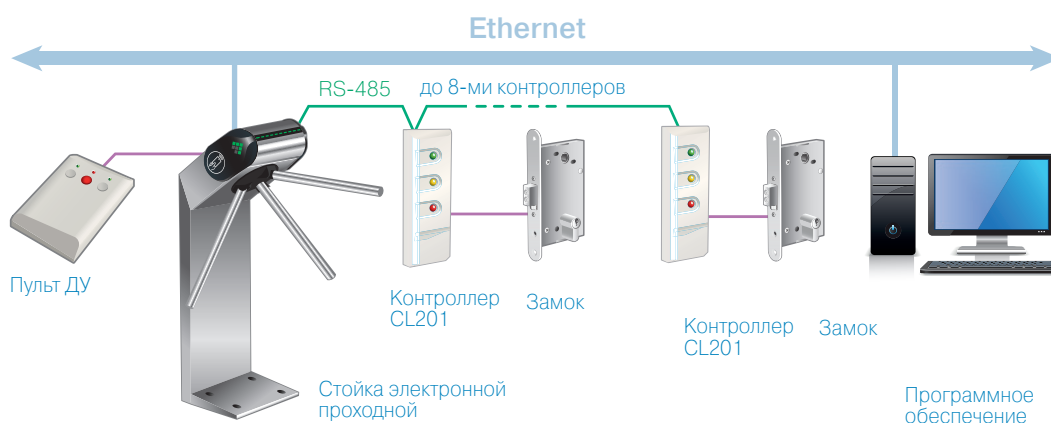 Ethernet
RS-485
до 8-ми контроллеров
Пульт ДУ
Контроллер
CL201
Замок
Контроллер
CL201
Замок
Стойка электронной
проходной
Программное
обеспечение